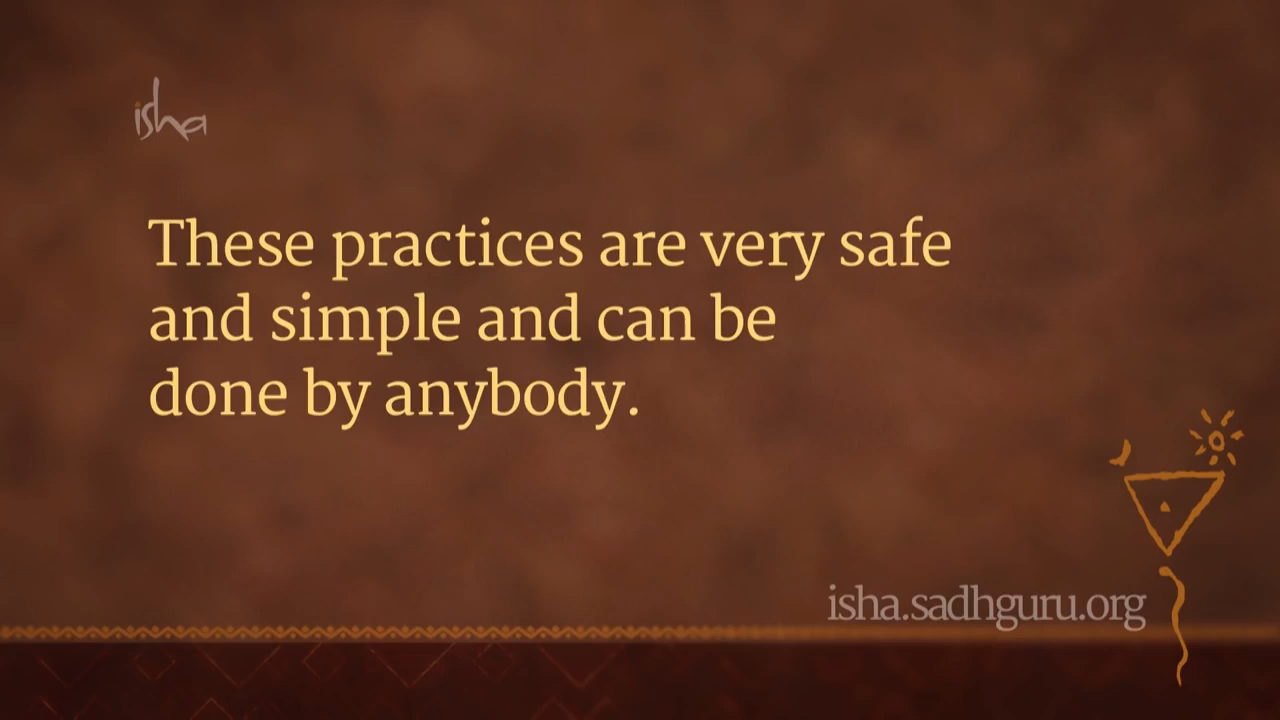 isha
These practices are very safe
and simple and can be
done by anybody.
isha.sadhguru.org